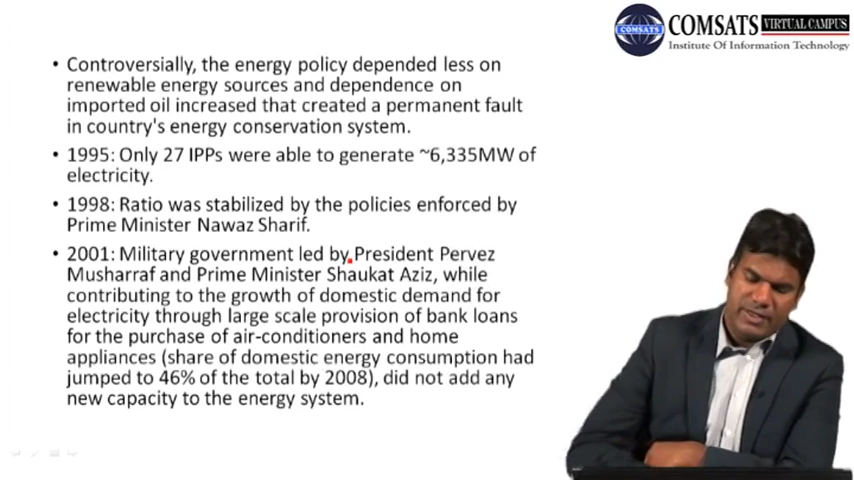 COMSATS VIRTUAL CAMPUS
COMSATS
Institute Of Information Technology
• Controversially, the energy policy depended less on
renewable energy sources and dependence on
imported oil increased that created a permanent fault
in country's energy conservation system.
• 1995: Only 27 IPPs were able to generate ~6,335MW of
electricity.
• 1998: Ratio was stabilized by the policies enforced by
Prime Minister Nawaz Sharif.
• 2001: Military government led by President Pervez
Musharraf and Prime Minister Shaukat Aziz, while
contributing to the growth of domestic demand for
electricity through large scale provision of bank loans
for the purchase of air-conditioners and home
appliances (share of domestic energy consumption had
jumped to 46% of the total by 2008), did not add any
new capacity to the energy system.